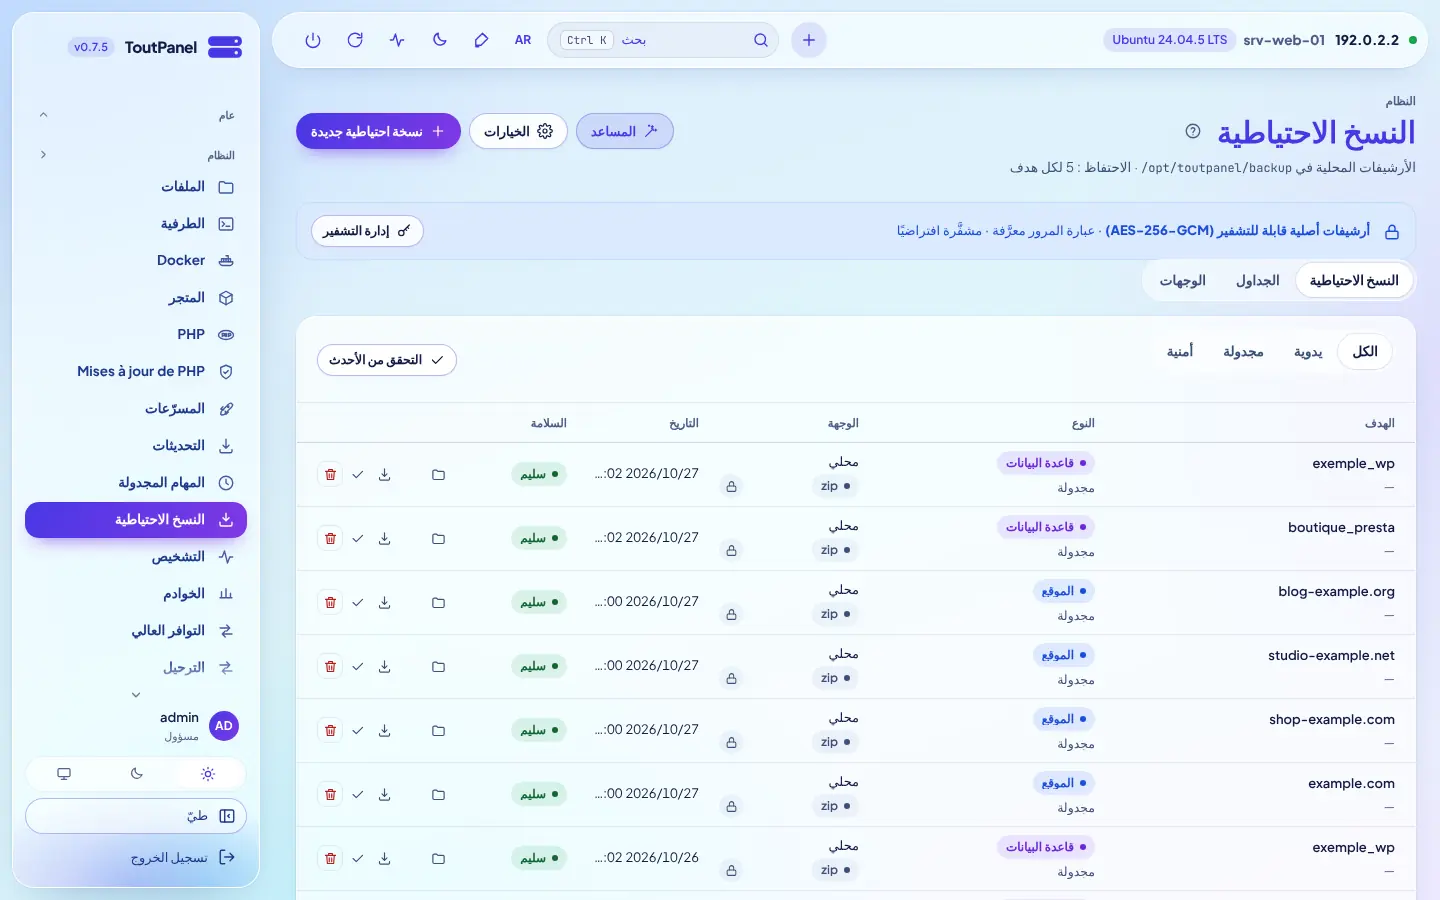 ToutPanel v0.7.5
عام
النظام
الملفات
الطرفية
Docker
المتجر
PHP
Mises à jour de PHP
المسرّعات
التحديثات
المهام المجدولة
النسخ الاحتياطية
التشخيص
الخوادم
التوافر العالي
الترحيل
AD admin
مسؤول
طيّ
تسجيل الخروج
192.0.2.2 srv-web-01 Ubuntu 24.04.5 LTS
بحث Ctrl K
AR
النظام
النسخ الاحتياطية
الأرشيفات المحلية في /opt/toutpanel/backup · الاحتفاظ : 5 لكل هدف
المساعد
الخيارات
نسخة احتياطية جديدة
أرشيفات أصلية قابلة للتشفير (AES-256-GCM) · عبارة المرور معرَّفة · مشفَّرة افتراضيًا
إدارة التشفير
النسخ الاحتياطية الجداول الوجهات
الكل يدوية مجدولة أمنية
التحقق من الأحدث
الهدف النوع الوجهة التاريخ السلامة
exemple_wp قاعدة البيانات محلي 2026/10/27 02:… سليم
— مجدولة zip
boutique_presta قاعدة البيانات محلي 2026/10/27 02:… سليم
— مجدولة zip
blog-example.org الموقع محلي 2026/10/27 00:… سليم
— مجدولة zip
studio-example.net الموقع محلي 2026/10/27 00:… سليم
— مجدولة zip
shop-example.com الموقع محلي 2026/10/27 00:… سليم
— مجدولة zip
example.com الموقع محلي 2026/10/27 00:… سليم
— مجدولة zip
exemple_wp قاعدة البيانات محلي 2026/10/26 02:… سليم
— مجدولة zip